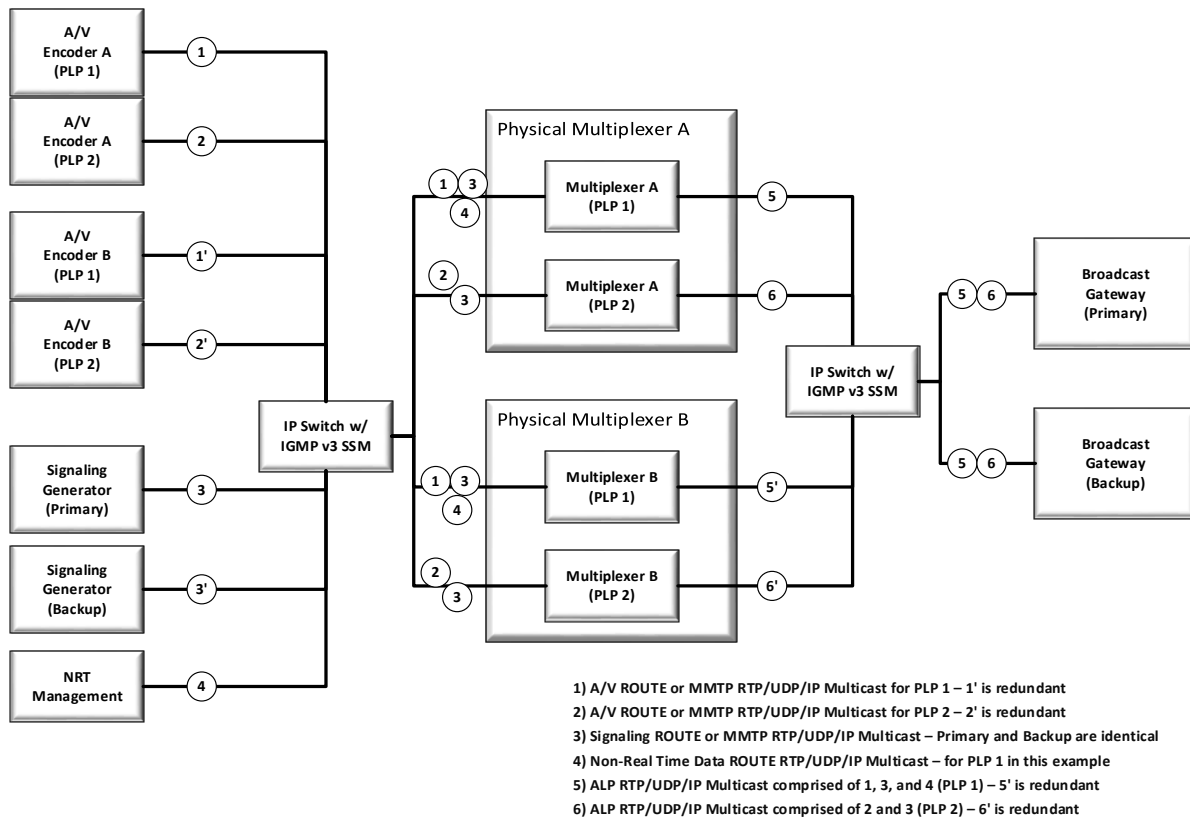 A/V
Encoder A
(PLP 1)
1
A/V
Encoder A
(PLP 2)
2
A/V
Encoder B
(PLP 1)
1'
A/V
Encoder B
(PLP 2)
2'
IP Switch w/
IGMP v3 SSM
Signaling
Generator
(Primary)
3
Signaling
Generator
(Backup)
3'
NRT
Management
4
Physical Multiplexer A
1 3
4
Multiplexer A
(PLP 1)
5
2
3
Multiplexer A
(PLP 2)
6
Physical Multiplexer B
1 3
4
Multiplexer B
(PLP 1)
5'
2
3
Multiplexer B
(PLP 2)
6'
IP Switch w/
IGMP v3 SSM
5 6
Broadcast
Gateway
(Primary)
5 6
Broadcast
Gateway
(Backup)
1) A/V ROUTE or MMTP RTP/UDP/IP Multicast for PLP 1 – 1' is redundant
2) A/V ROUTE or MMTP RTP/UDP/IP Multicast for PLP 2 – 2' is redundant
3) Signaling ROUTE or MMTP RTP/UDP/IP Multicast – Primary and Backup are identical
4) Non-Real Time Data ROUTE RTP/UDP/IP Multicast – for PLP 1 in this example
5) ALP RTP/UDP/IP Multicast comprised of 1, 3, and 4 (PLP 1) – 5' is redundant
6) ALP RTP/UDP/IP Multicast comprised of 2 and 3 (PLP 2) – 6' is redundant